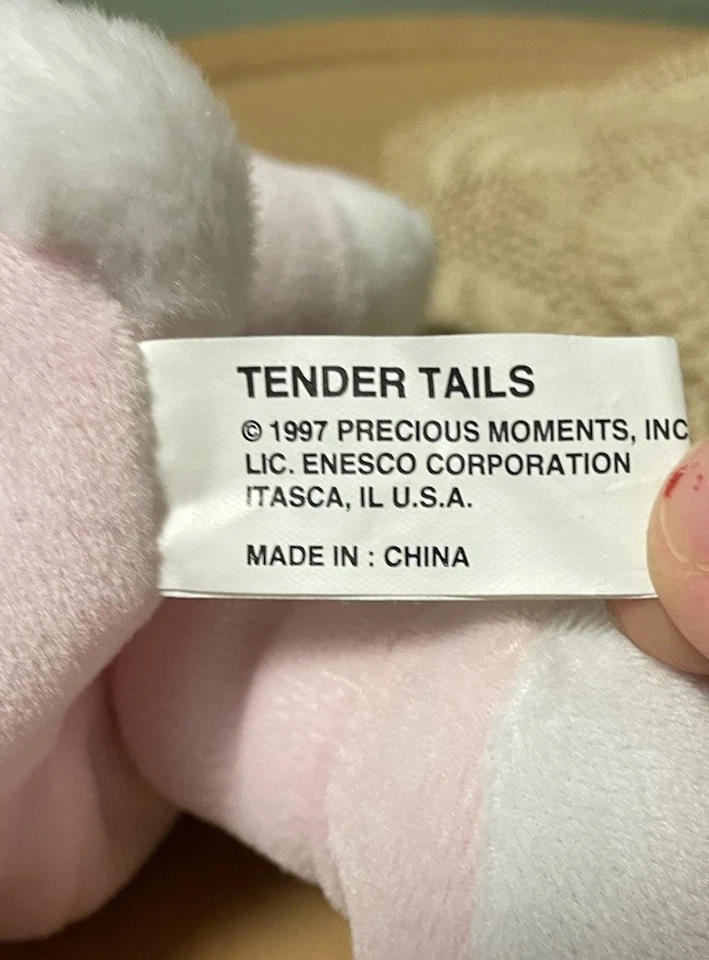 TENDER TAILS
© 1997 PRECIOUS MOMENTS, INC
LIC. ENESCO CORPORATION
ITASCA, IL U.S.A.
MADE IN : CHINA